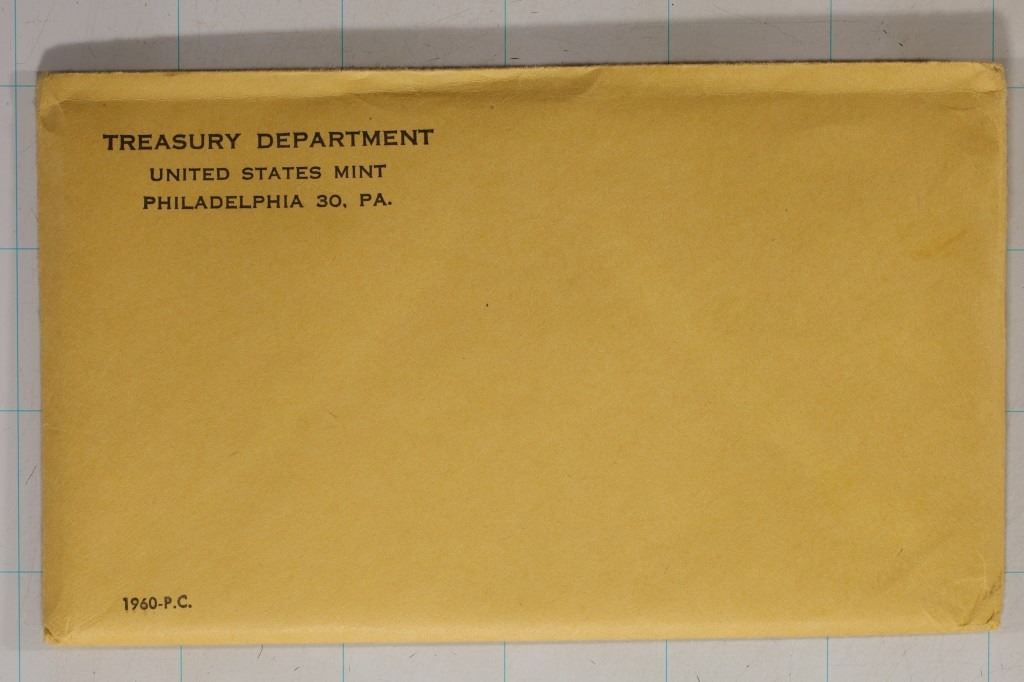 TREASURY DEPARTMENT
UNITED STATES MINT
PHILADELPHIA 30, PA.
1960-P.C.